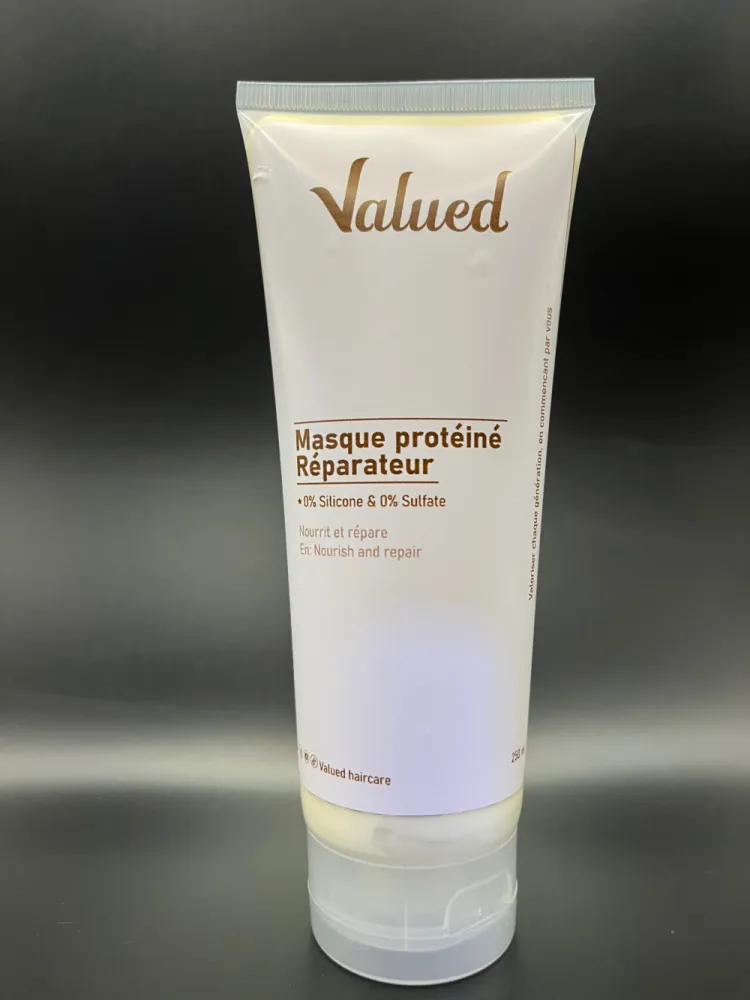 Valued
Masque protéiné
Réparateur
★0% Silicone & 0% Sulfate
Nourrit et répare
En: Nourish and repair
Valoriser chaque génération, en commençant par vous
Valued haircare
250